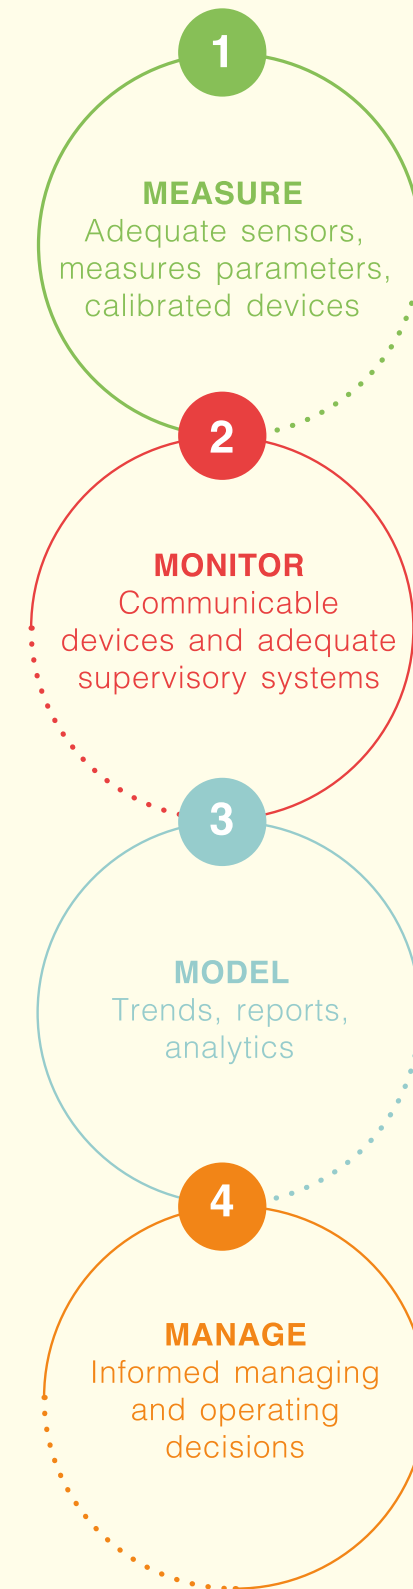 1
MEASURE
Adequate sensors,
measures parameters,
calibrated devices
2
MONITOR
Communicable
devices and adequate
supervisory systems
3
MODEL
Trends, reports,
analytics
4
MANAGE
Informed managing
and operating
decisions